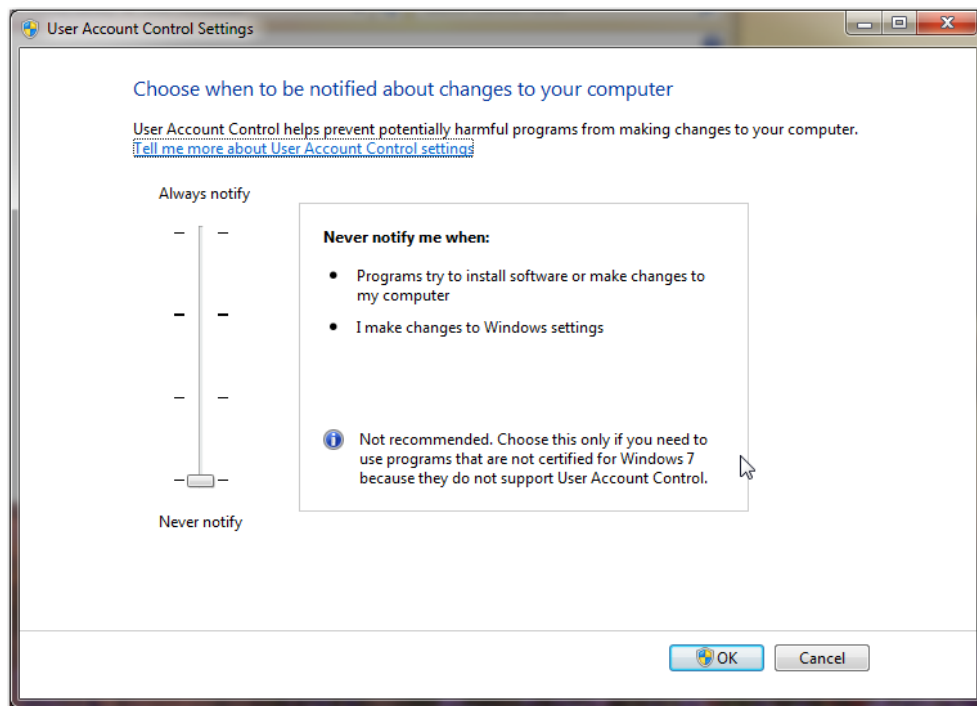 User Account Control Settings
Choose when to be notified about changes to your computer
User Account Control helps prevent potentially harmful programs from making changes to your computer.
Tell me more about User Account Control settings
Always notify
Never notify me when:
Programs try to install software or make changes to
my computer
I make changes to Windows settings
Not recommended. Choose this only if you need to
use programs that are not certified for Windows 7
because they do not support User Account Control.
Never notify
OK
Cancel